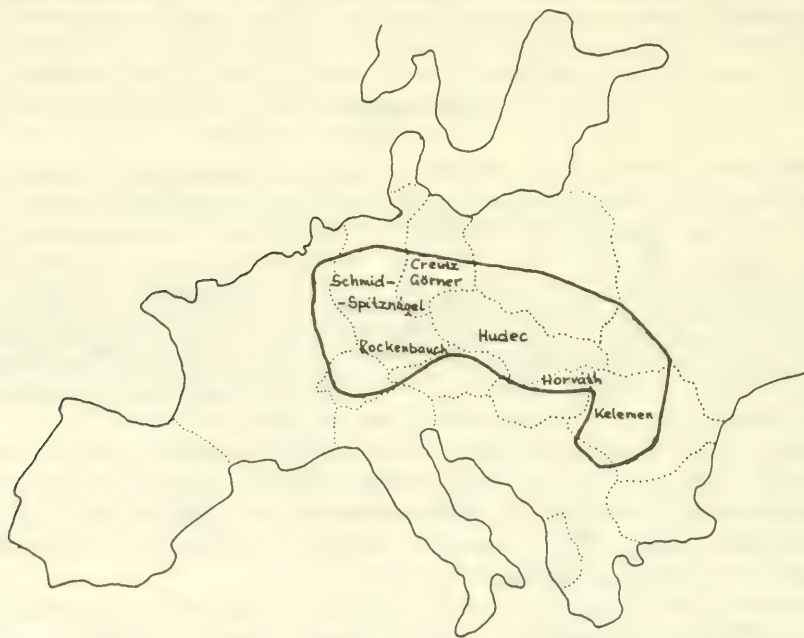 Creutz
Görner
Schmid-
-Spitznägel
Rockenbauch
Hudec
Horváth
Kelemen